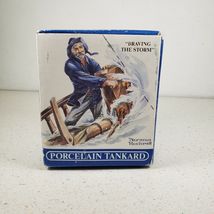 "BRAVING
THE STORM"
Norman
Rockwell
PORCELAIN TANKARD